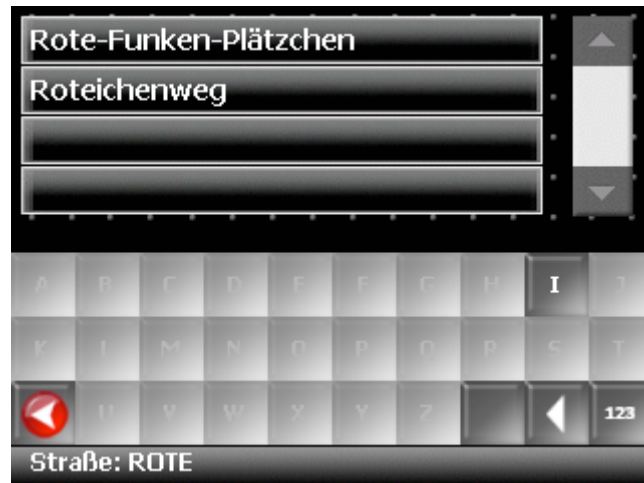 Rote-Funken-Plätzchen
Roteichenweg
A B C D E F G H I J
K L M N O P Q R S T
U V W X Y Z 123
Straße: ROTE